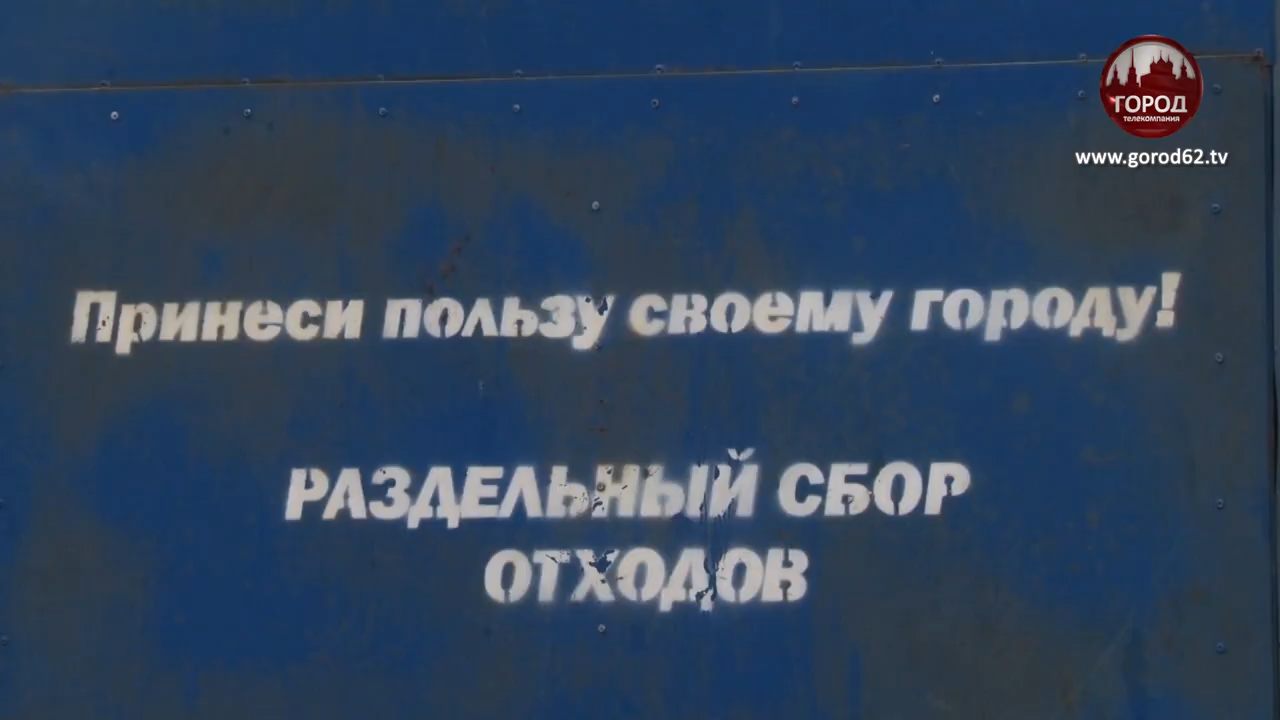 ГОРОД
телекомпания
www.gorod62.tv
Принеси пользу своему городу!
РАЗДЕЛЬНЫЙ СБОР
ОТХОДОВ